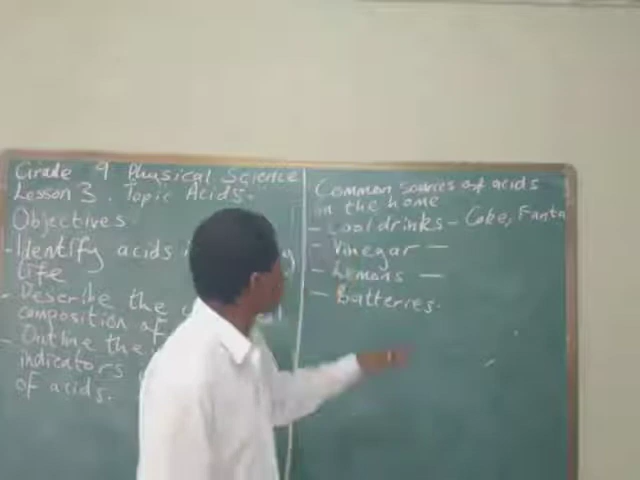 Grade 9 Physical Science
Lesson 3. Topic Acids.
Objectives
- Identify acids
life
- Describe the
composition of
- Outline the
indicators
of acids.
Common sources of acids
in the home
- Cooldrinks - Coke, Fanta
- Vinegar -
- Lemons -
- Batteries.